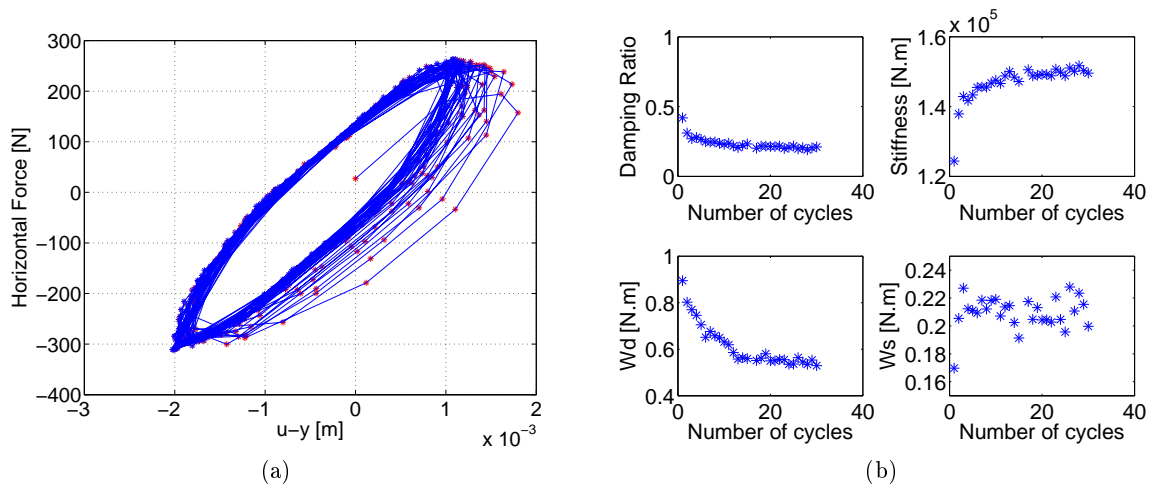 300
200
100
0
−100
−200
−300
−400
Horizontal Force [N]
−3
−2
−1
0
1
2
u−y [m]
x 10⁻³
(a)
1
0.5
0
Damping Ratio
0
20
40
Number of cycles
x 10⁵
1.6
1.4
1.2
Stiffness [N.m]
0
20
40
Number of cycles
1
0.8
0.6
0.4
Wd [N.m]
0
20
40
Number of cycles
0.24
0.22
0.2
0.18
0.16
Ws [N.m]
0
20
40
Number of cycles
(b)